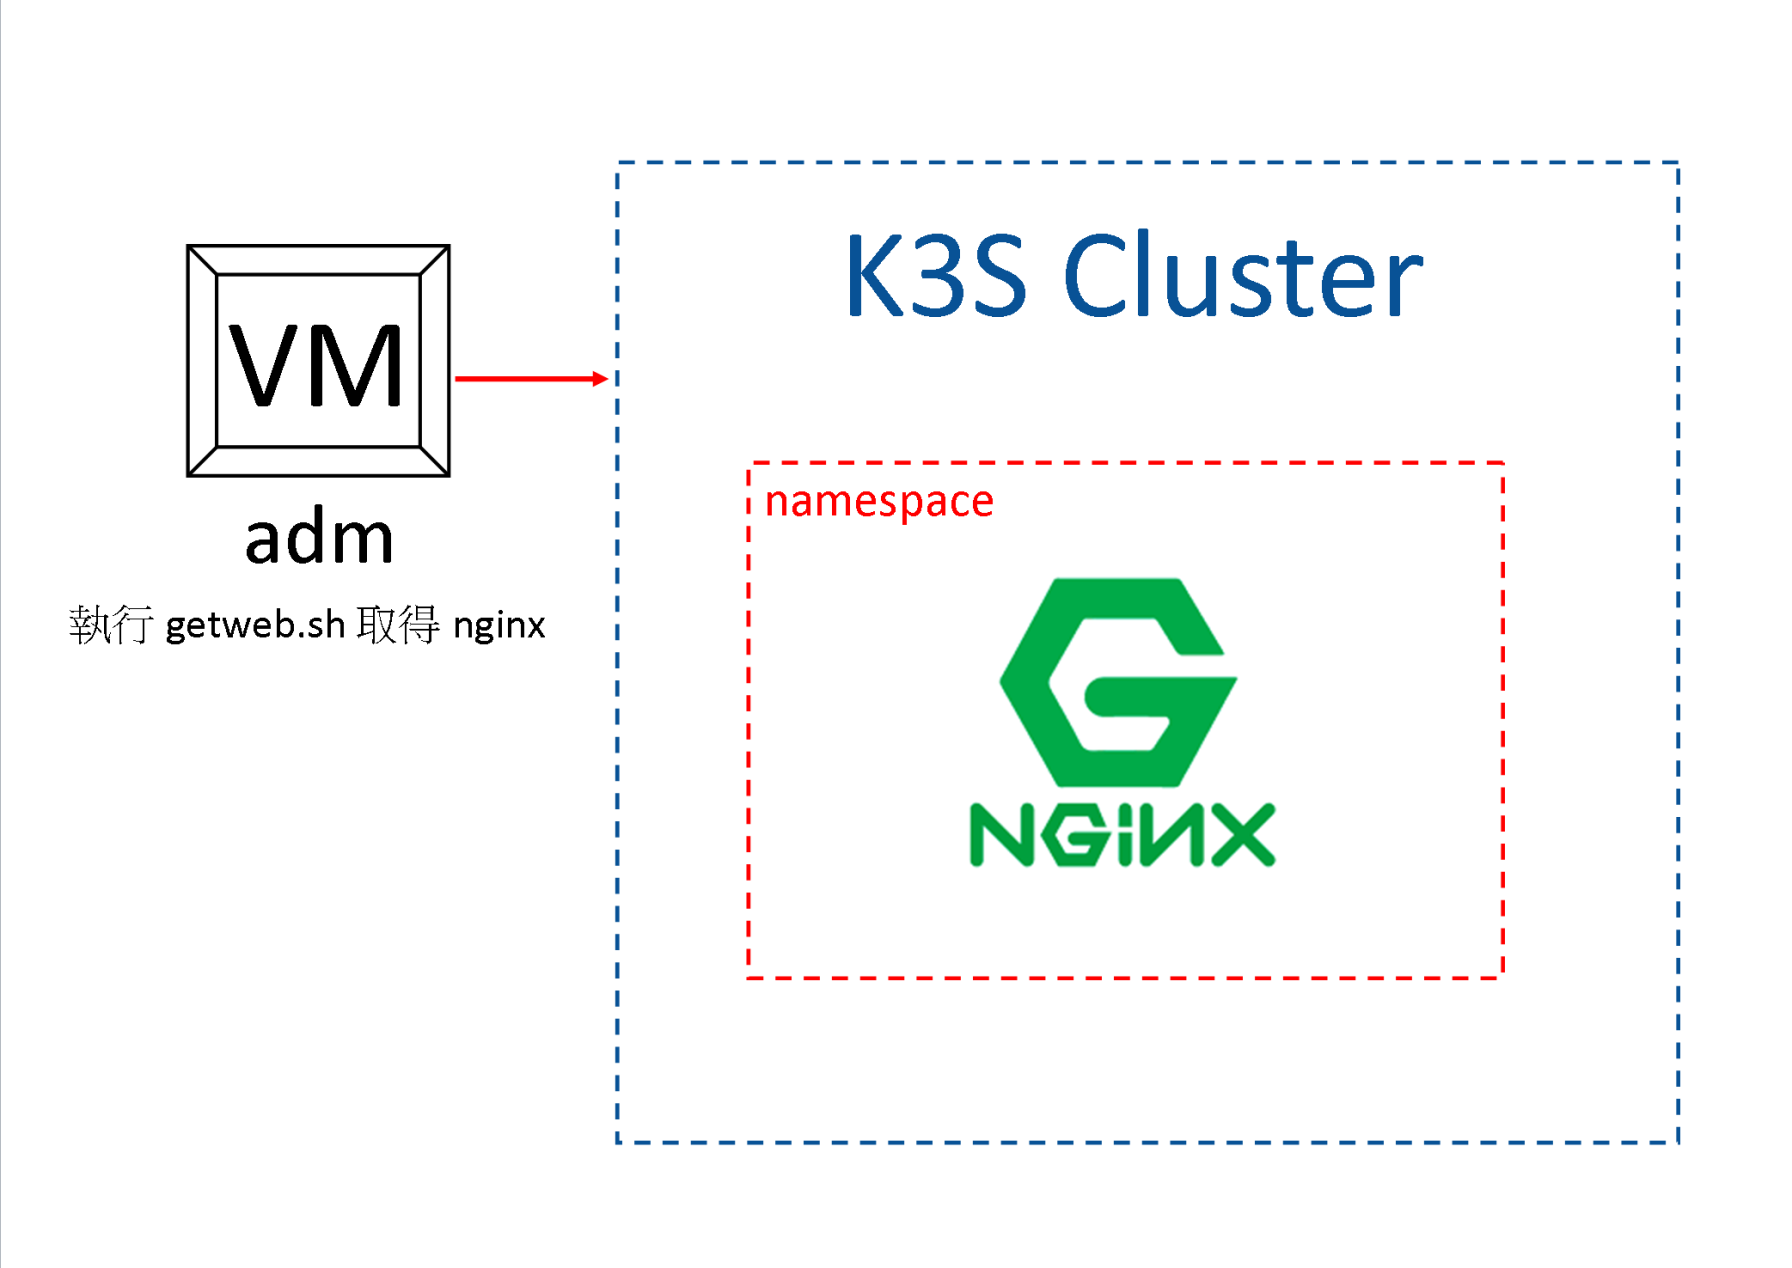 K3S Cluster
VM
adm
執行 getweb.sh 取得 nginx
namespace
NGINX